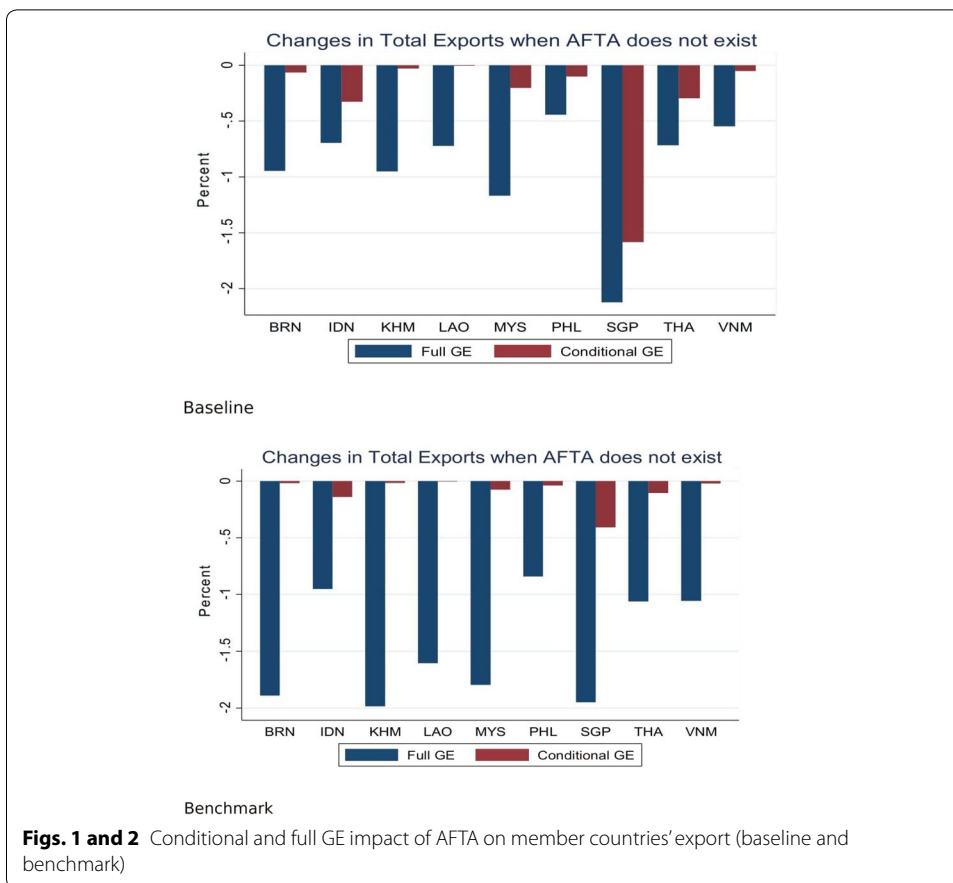 Changes in Total Exports when AFTA does not exist
0
-.5
-1
-1.5
-2
Percent
BRN IDN KHM LAO MYS PHL SGP THA VNM
Full GE Conditional GE
Baseline
Changes in Total Exports when AFTA does not exist
0
-.5
-1
-1.5
-2
Percent
BRN IDN KHM LAO MYS PHL SGP THA VNM
Full GE Conditional GE
Benchmark
Figs. 1 and 2 Conditional and full GE impact of AFTA on member countries' export (baseline and
benchmark)